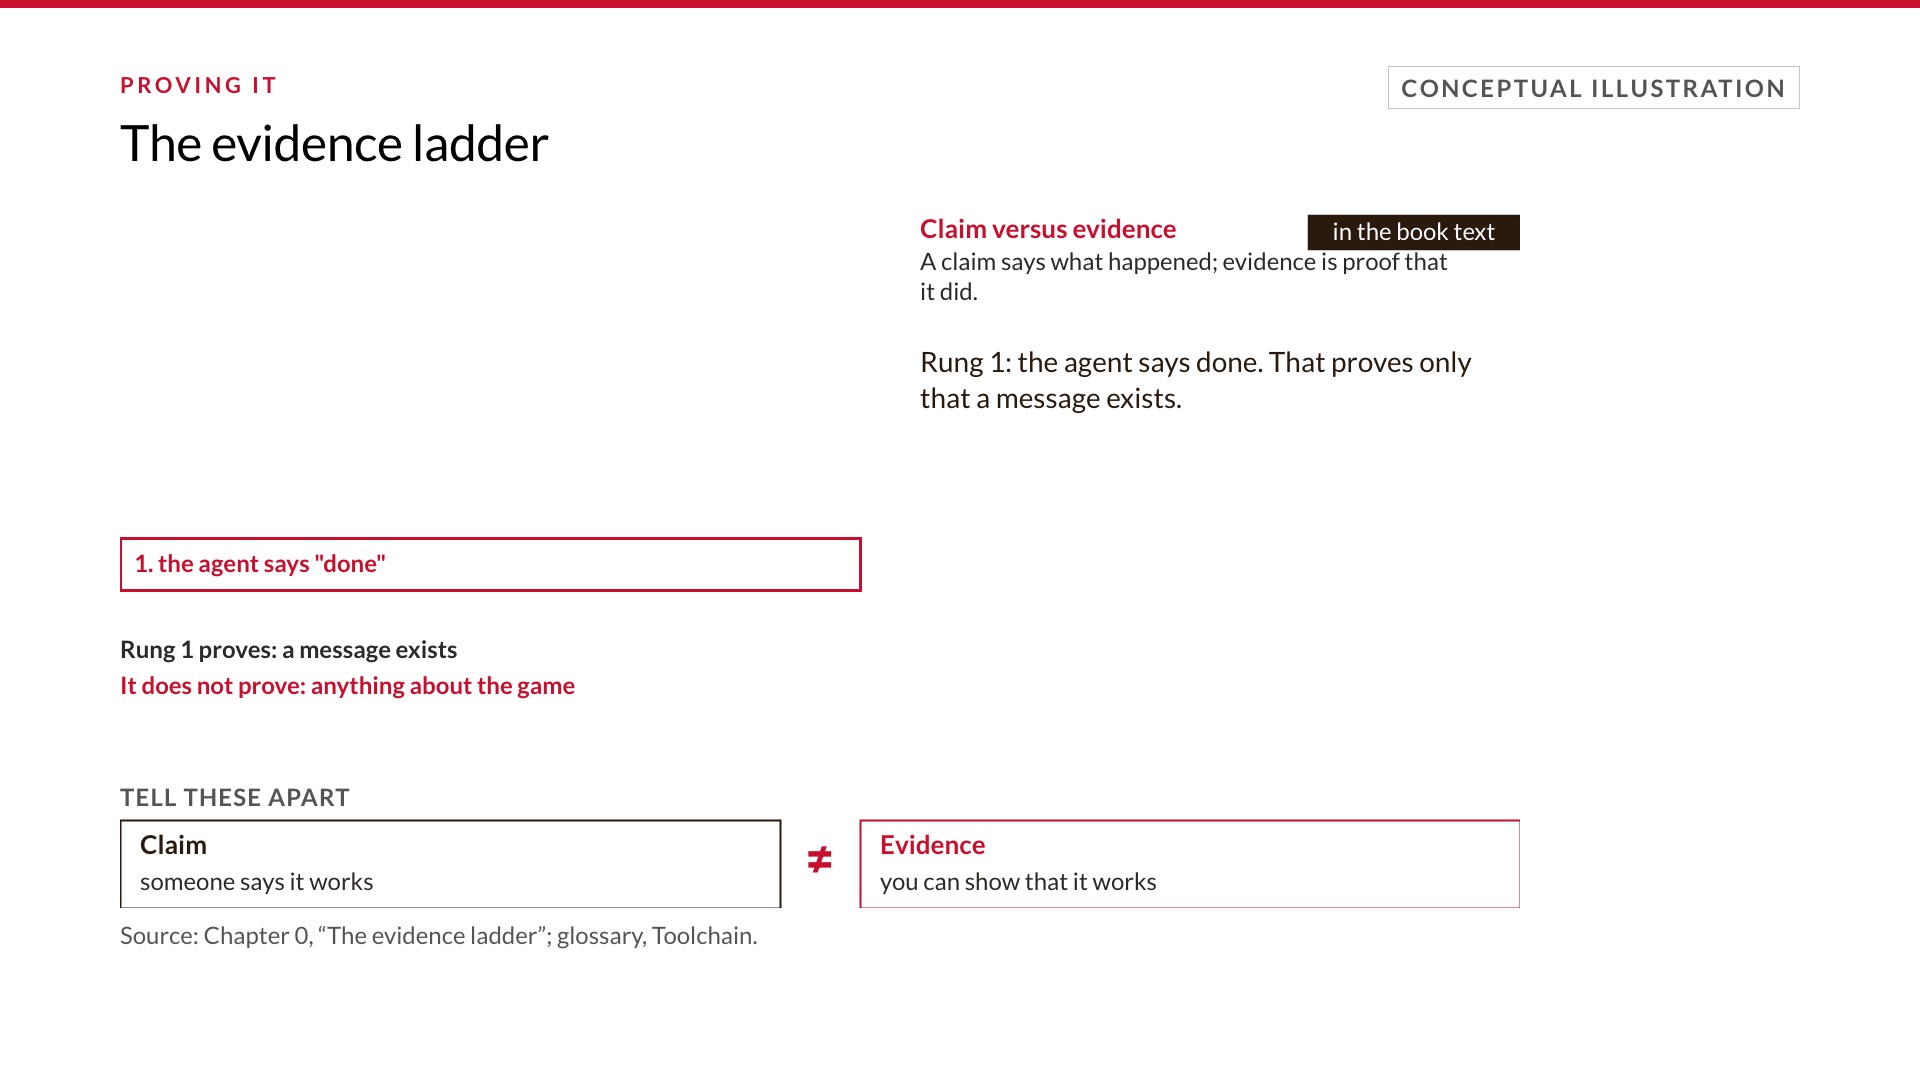 PROVING IT
CONCEPTUAL ILLUSTRATION
The evidence ladder
Claim versus evidence
in the book text
A claim says what happened; evidence is proof that
it did.
Rung 1: the agent says done. That proves only
that a message exists.
1. the agent says "done"
Rung 1 proves: a message exists
It does not prove: anything about the game
TELL THESE APART
Claim
someone says it works
≠
Evidence
you can show that it works
Source: Chapter 0, “The evidence ladder”; glossary, Toolchain.